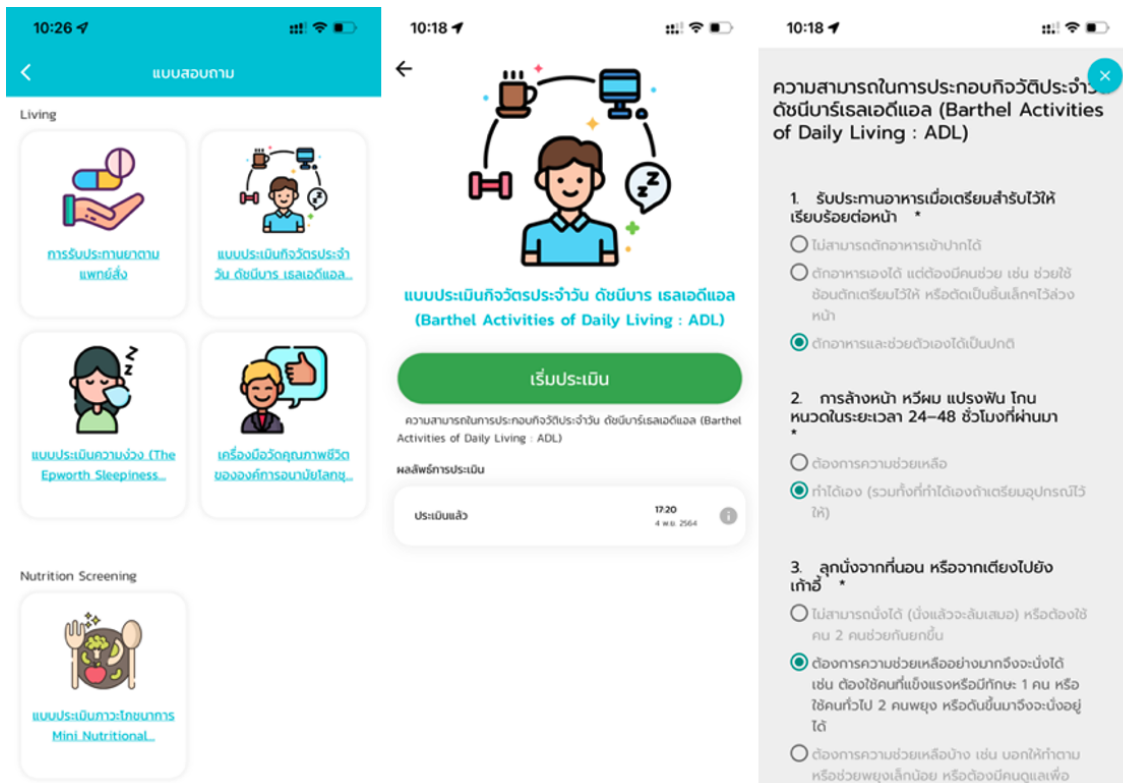 10:26
แบบสอบถาม
Living
การรับประทานยาตาม
แพทย์สั่ง
แบบประเมินกิจวัตรประจำ
วัน ดัชนีบาร เธลเอดีแอล...
z
z
z
แบบประเมินความง่วง (The
Epworth Sleepiness...
เครื่องมือวัดคุณภาพชีวิต
ขององค์การอนามัยโลกชุ...
Nutrition Screening
แบบประเมินภาวะโภชนาการ
Mini Nutritional...
10:18
z z
แบบประเมินกิจวัตรประจำวัน ดัชนีบาร เธลเอดีแอล
(Barthel Activities of Daily Living : ADL)
เริ่มประเมิน
ความสามารถในการประกอบกิจวัติประจำวัน ดัชนีบาร์เธลเอดีแอล (Barthel
Activities of Daily Living : ADL)
ผลลัพธ์การประเมิน
ประเมินแล้ว
17:20
4 พ.ย. 2564
10:18
ความสามารถในการประกอบกิจวัติประจำวัน
ดัชนีบาร์เธลเอดีแอล (Barthel Activities
of Daily Living : ADL)
1. รับประทานอาหารเมื่อเตรียมสำรับไว้ให้
เรียบร้อยต่อหน้า *
ไม่สามารถตักอาหารเข้าปากได้
ตักอาหารเองได้ แต่ต้องมีคนช่วย เช่น ช่วยใช้
ช้อนตักเตรียมไว้ให้ หรือตัดเป็นชิ้นเล็กๆไว้ล่วง
หน้า
ตักอาหารและช่วยตัวเองได้เป็นปกติ
2. การล้างหน้า หวีผม แปรงฟัน โกน
หนวดในระยะเวลา 24–48 ชั่วโมงที่ผ่านมา
*
ต้องการความช่วยเหลือ
ทำได้เอง (รวมทั้งที่ทำได้เองถ้าเตรียมอุปกรณ์ไว้
ให้)
3. ลุกนั่งจากที่นอน หรือจากเตียงไปยัง
เก้าอี้ *
ไม่สามารถนั่งได้ (นั่งแล้วจะล้มเสมอ) หรือต้องใช้
คน 2 คนช่วยกันยกขึ้น
ต้องการความช่วยเหลืออย่างมากจึงจะนั่งได้
เช่น ต้องใช้คนที่แข็งแรงหรือมีทักษะ 1 คน หรือ
ใช้คนทั่วไป 2 คนพยุง หรือดันขึ้นมาจึงจะนั่งอยู่
ได้
ต้องการความช่วยเหลือบ้าง เช่น บอกให้ทำตาม
หรือช่วยพยุงเล็กน้อย หรือต้องมีคนดูแลเพื่อ